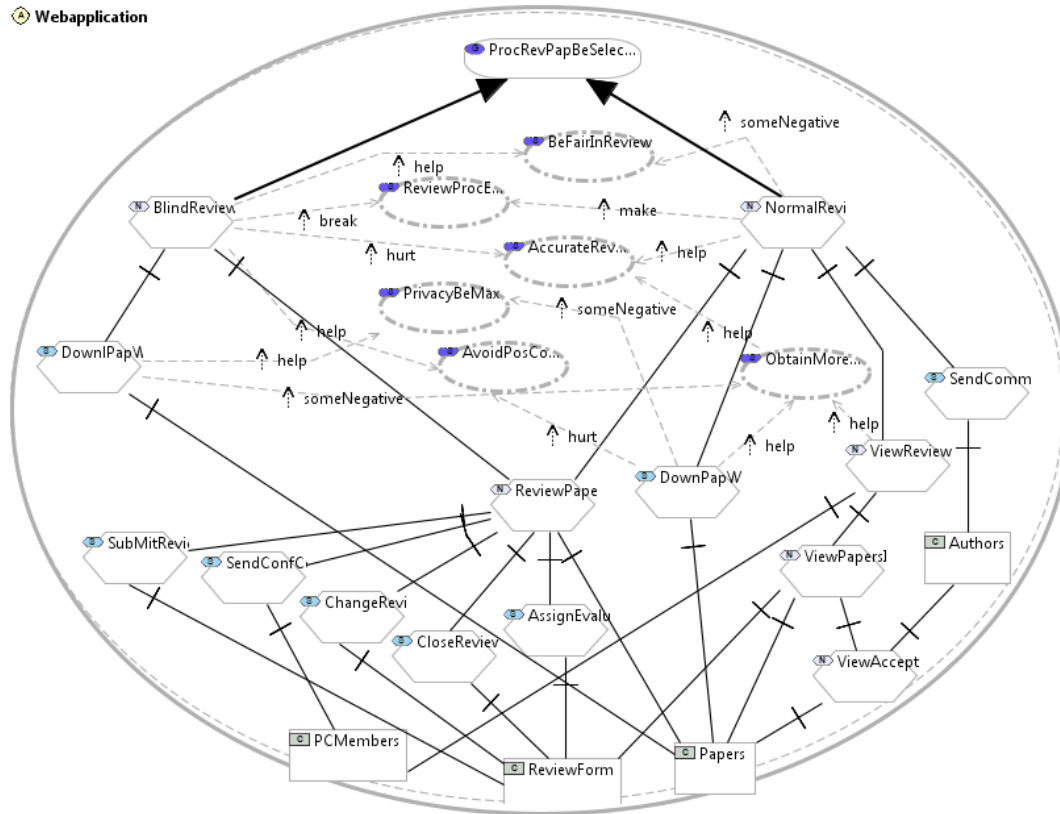 A Webapplication
G ProcRevPapBeSelec...
someNegative
S BeFairInReview
help
S ReviewProcE...
N BlindReview
break
make
N NormalRevi
hurt
S AccurateRev...
help
S PrivacyBeMax
someNegative
help
help
S DownlPapW
help
S AvoidPosCo...
S ObtainMore...
S SendComm
someNegative
hurt
help
help
N ViewReview
N ReviewPape
S DownPapW
S SubMitRevi
S SendConfC
N ViewPapersI
C Authors
S ChangeRevi
S CloseReview
S AssignEvalu
N ViewAccept
C PCMembers
C ReviewForm
C Papers